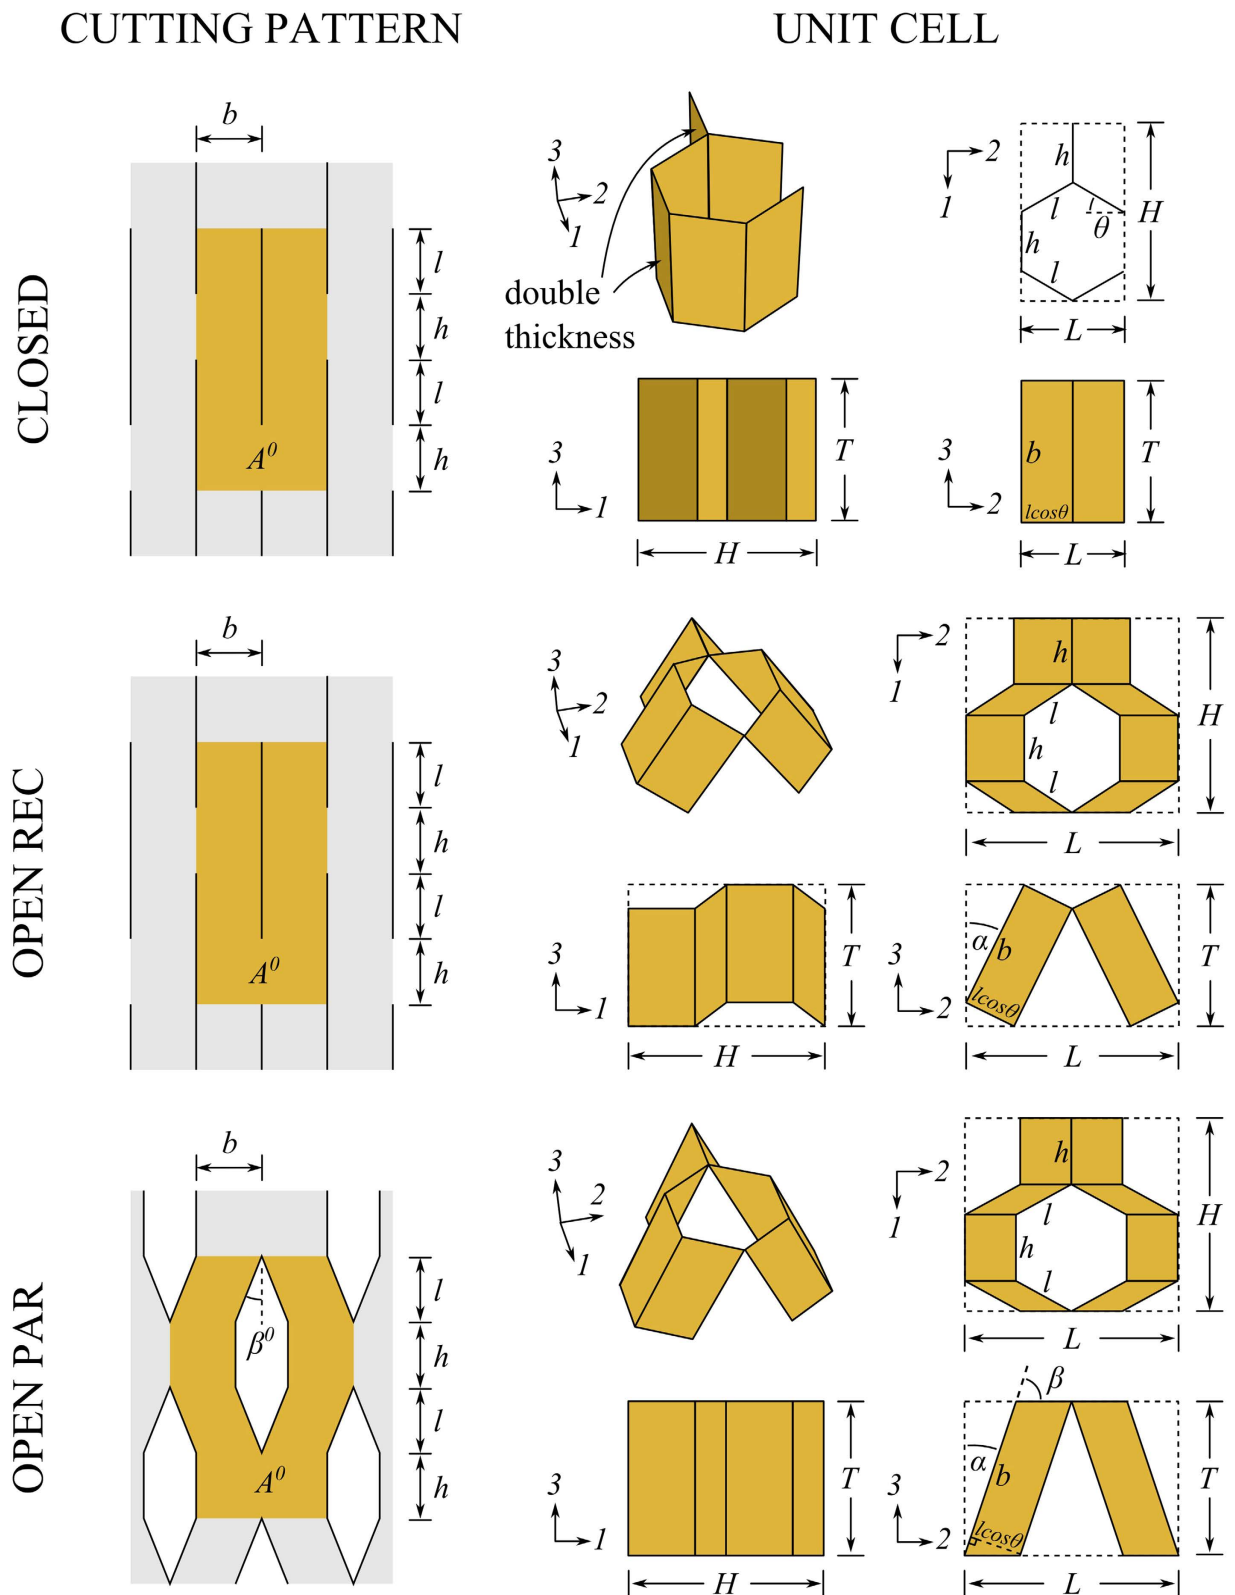 CUTTING PATTERN
UNIT CELL
CLOSED
b
l
h
l
h
A⁰
3
2
1
double
thickness
2
1
h
l
θ
h
l
H
L
3
1
T
H
3
2
b
lcosθ
T
L
OPEN REC
b
l
h
l
h
A⁰
3
2
1
2
1
h
l
h
l
H
L
3
1
T
H
3
2
α
b
lcosθ
T
L
OPEN PAR
b
β⁰
l
h
l
h
A⁰
3
2
1
2
1
h
l
h
l
H
L
3
1
T
H
3
2
β
α
b
lcosθ
T
L